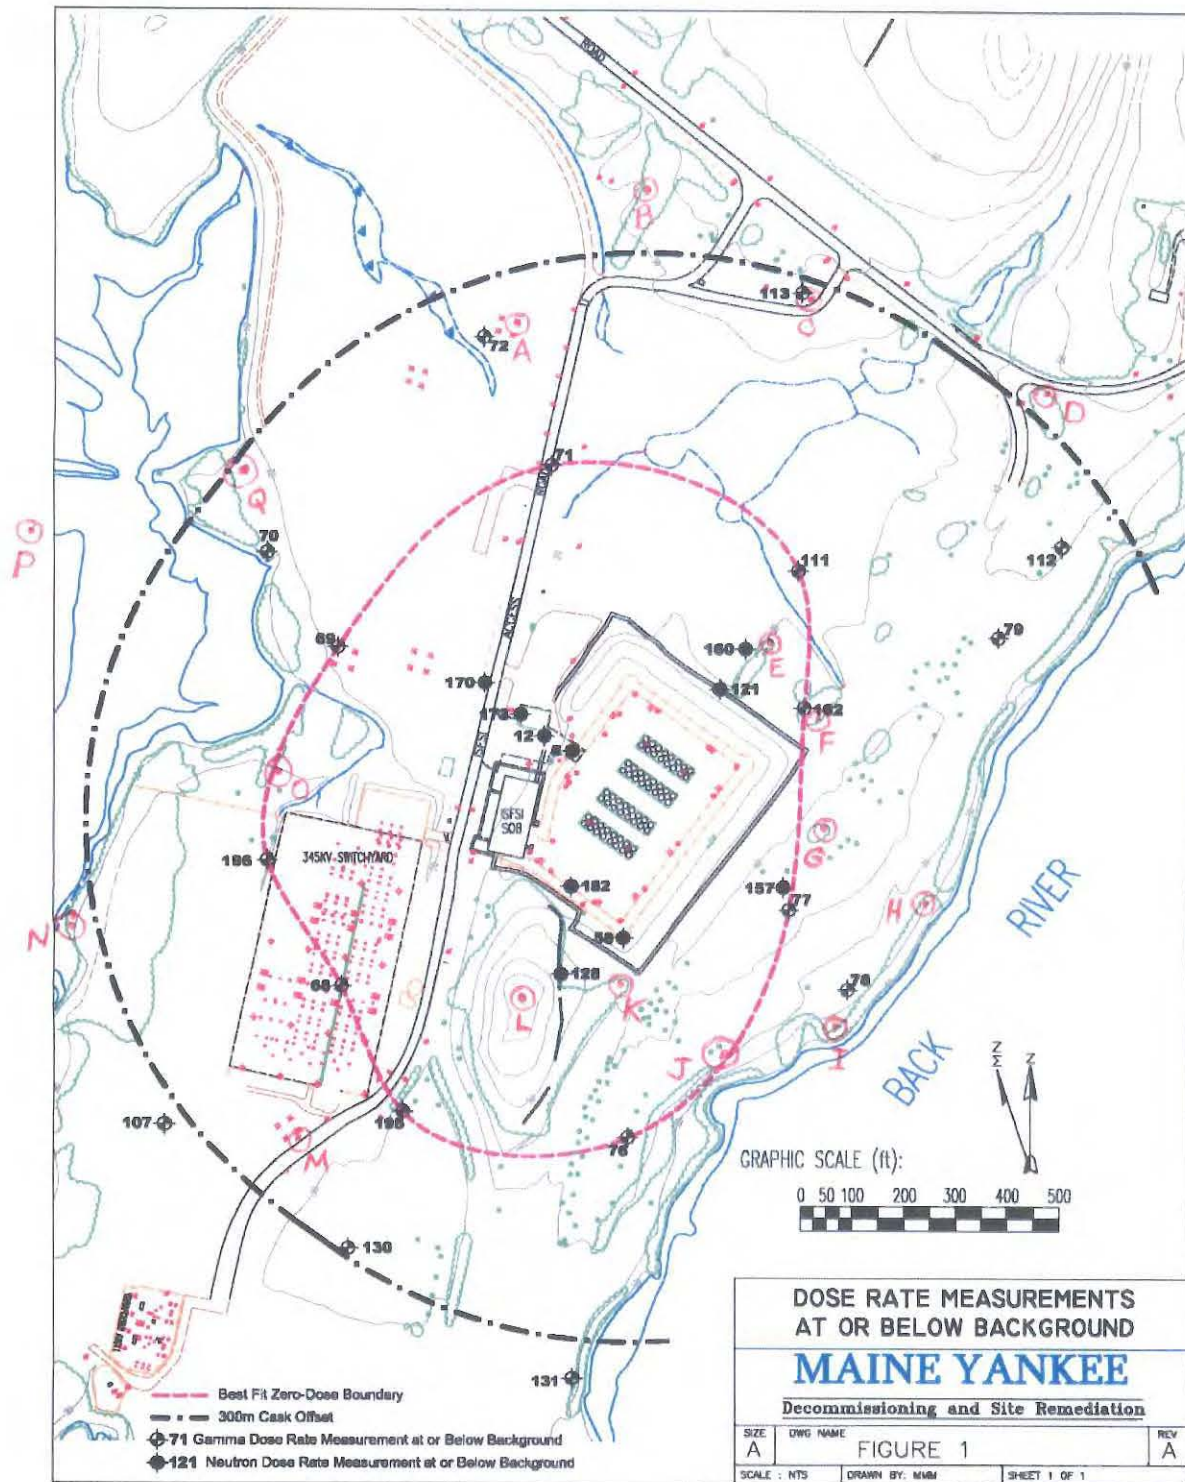 ROAD
B
113
C
A
72
D
71
ROAD
Q
P
70
111
112
79
69
ACCESS
160
E
170
121
162
173
F
12
ISFSI
O
ISFSI
SOB
345KV SWITCHYARD
196
G
182
157
77
H
RIVER
N
59
128
78
68
L
K
I
J
BACK
N
M
N
107
195
M
76
GRAPHIC SCALE (ft):
0 50 100 200 300 400 500
130
131
DOSE RATE MEASUREMENTS
AT OR BELOW BACKGROUND
MAINE YANKEE
Decommissioning and Site Remediation
SIZE
A
DWG NAME
FIGURE 1
REV
A
SCALE : NTS
DRAWN BY: MMM
SHEET 1 OF 1
Best Fit Zero-Dose Boundary
300m Cask Offset
71 Gamma Dose Rate Measurement at or Below Background
121 Neutron Dose Rate Measurement at or Below Background